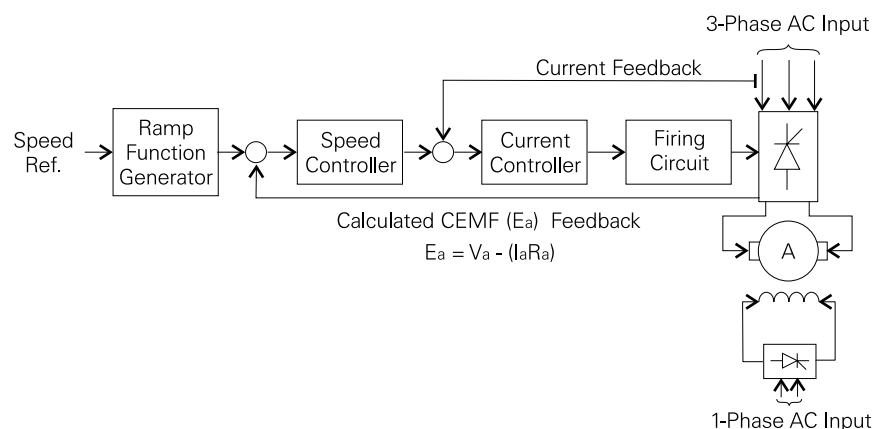 3-Phase AC Input
Current Feedback
Speed
Ref.
Ramp
Function
Generator
Speed
Controller
Current
Controller
Firing
Circuit
Calculated CEMF (Ea) Feedback
Ea = Va - (IaRa)
A
1-Phase AC Input